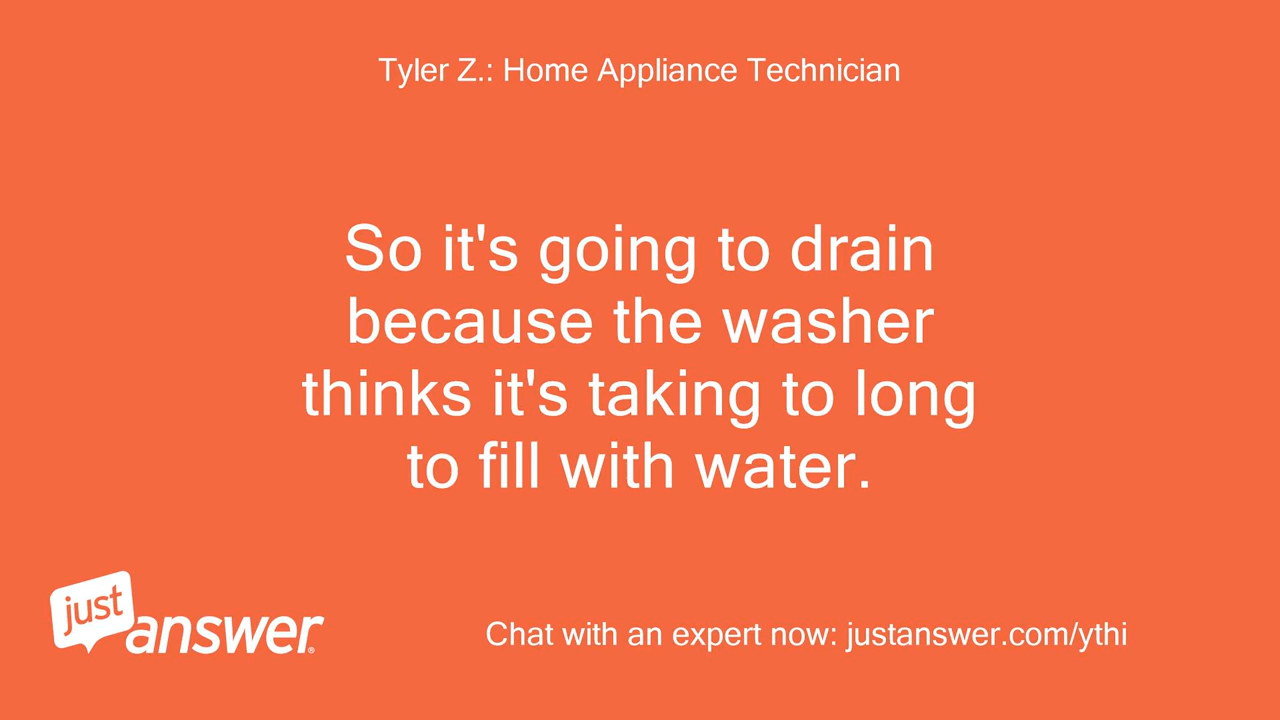 Tyler Z.: Home Appliance Technician
So it's going to drain
because the washer
thinks it's taking to long
to fill with water.
just
answer®
Chat with an expert now: justanswer.com/ythi